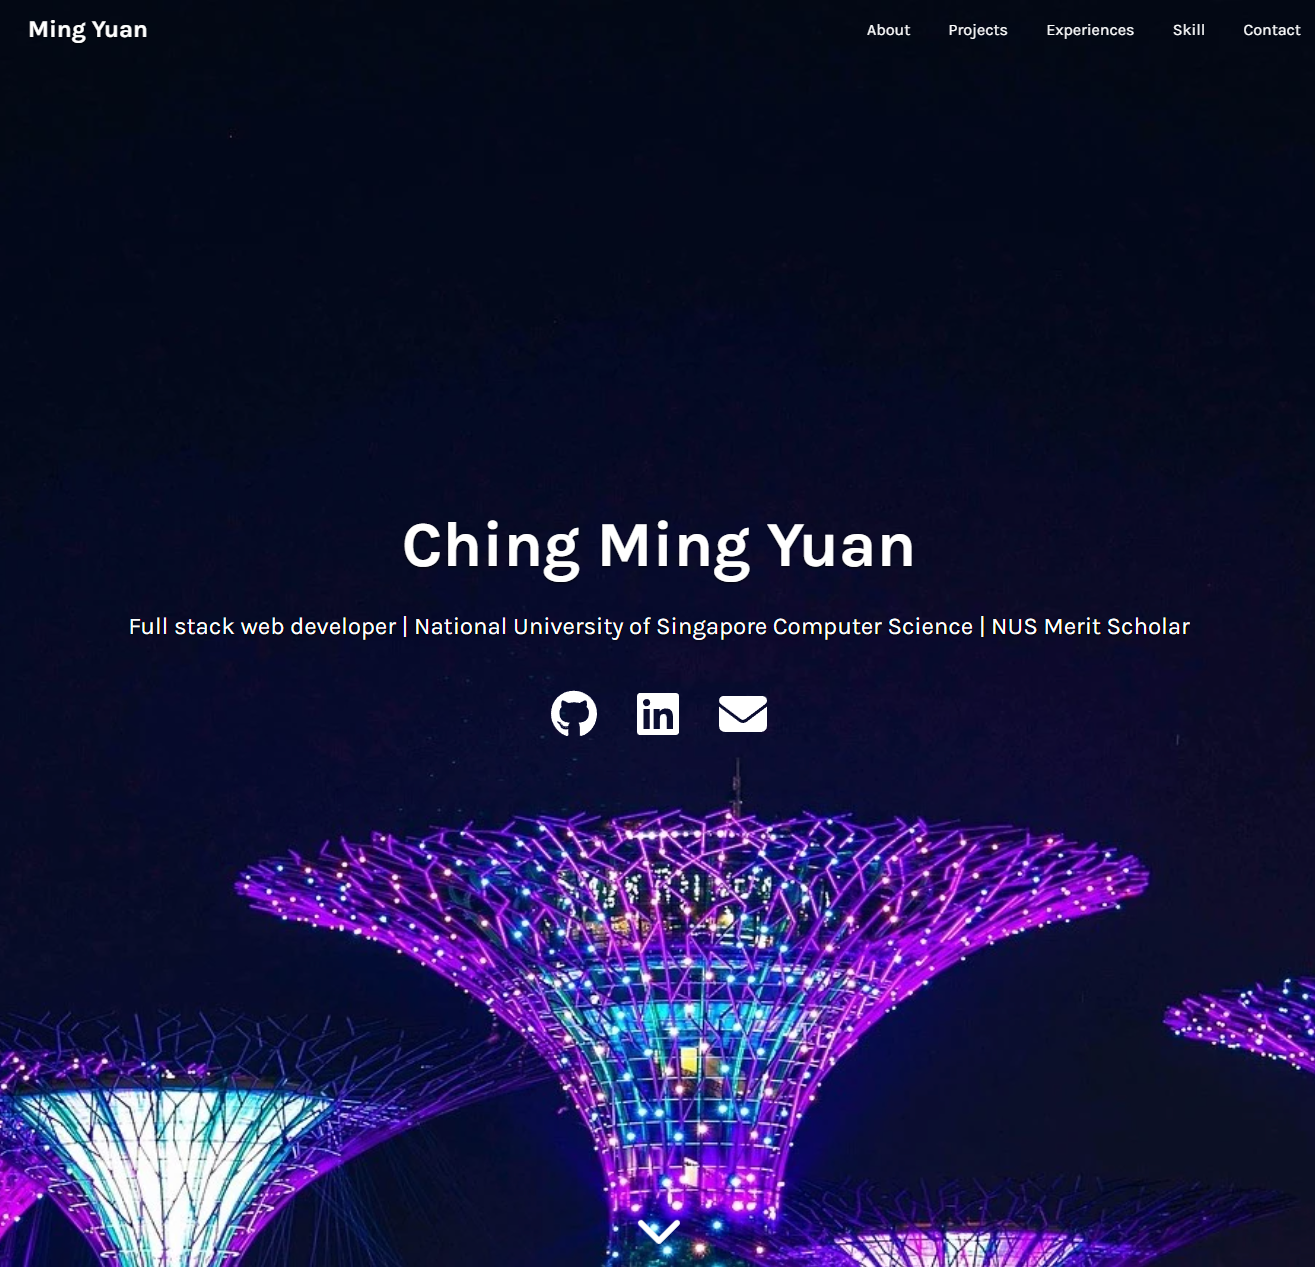 Ming Yuan
About Projects Experiences Skill Contact
Ching Ming Yuan
Full stack web developer | National University of Singapore Computer Science | NUS Merit Scholar
in